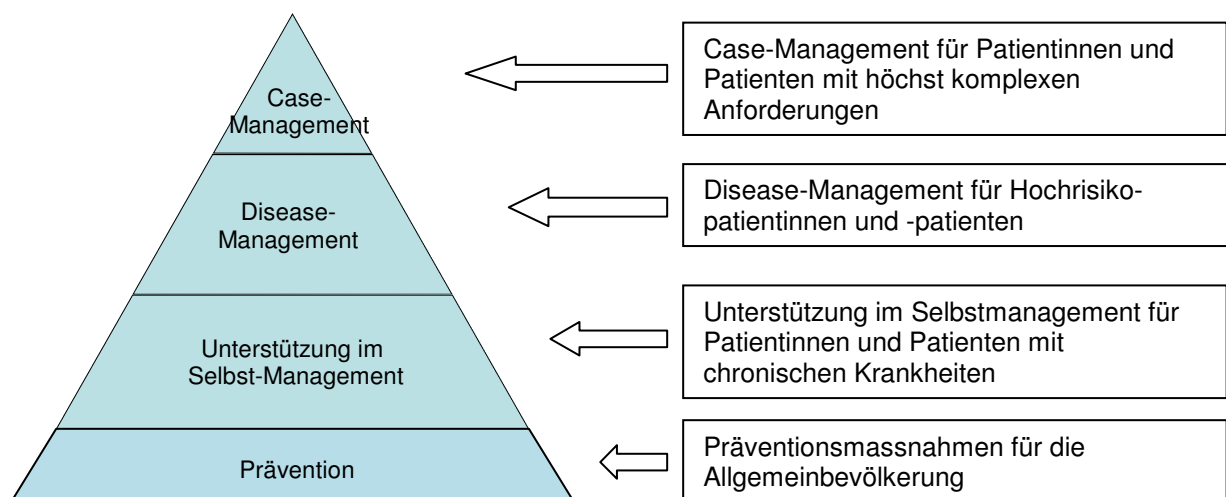 Case-
Management
Case-Management für Patientinnen und
Patienten mit höchst komplexen
Anforderungen
Disease-
Management
Disease-Management für Hochrisiko-
patientinnen und -patienten
Unterstützung im
Selbst-Management
Unterstützung im Selbstmanagement für
Patientinnen und Patienten mit
chronischen Krankheiten
Prävention
Präventionsmassnahmen für die
Allgemeinbevölkerung